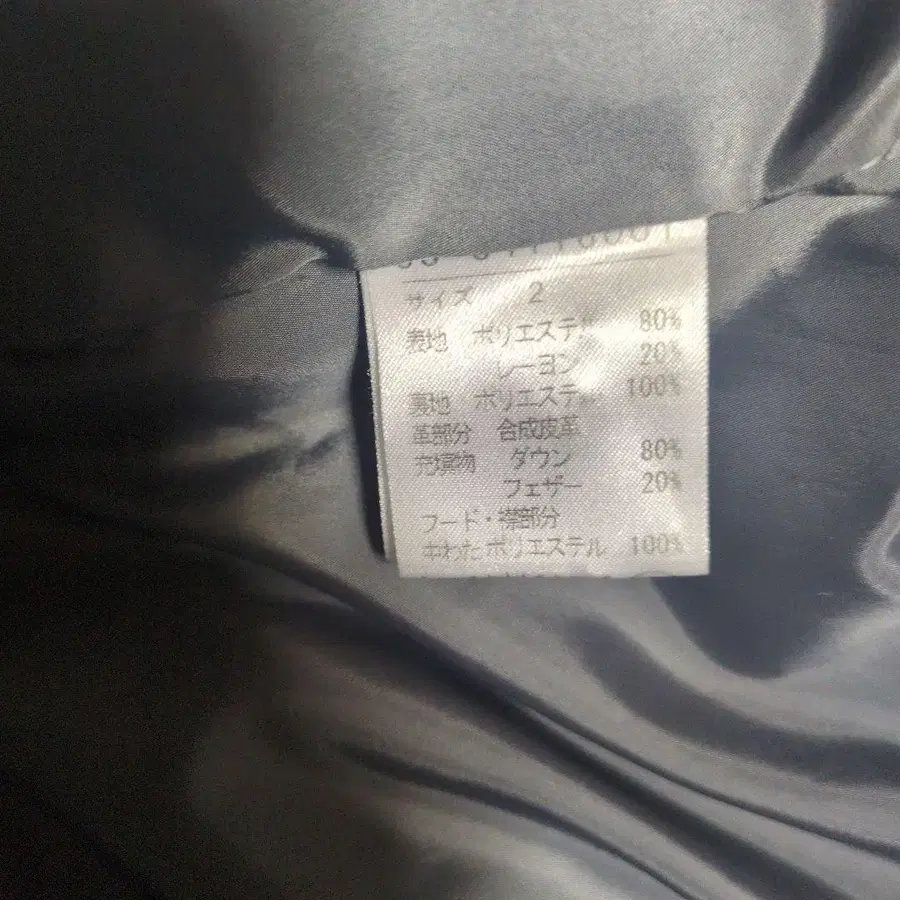 サイズ 2
表地 ポリエステル 80%
レーヨン 20%
裏地 ポリエステル 100%
革部分 合成皮革
充填物 ダウン 80%
フェザー 20%
フード・襟部分
中わた ポリエステル 100%